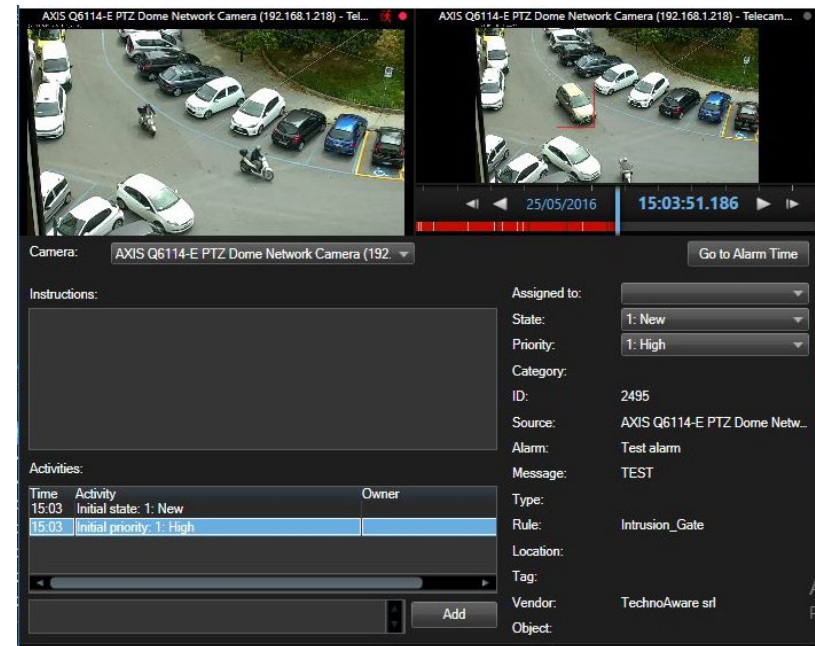 AXIS Q6114-E PTZ Dome Network Camera (192.168.1.218) - Tel...
AXIS Q6114-E PTZ Dome Network Camera (192.168.1.218) - Telecam...
25/05/2016 15:03:51.186
Camera: AXIS Q6114-E PTZ Dome Network Camera (192.
Go to Alarm Time
Instructions:
Assigned to:
State: 1: New
Priority: 1: High
Category:
ID: 2495
Source: AXIS Q6114-E PTZ Dome Netw...
Alarm: Test alarm
Message: TEST
Type:
Rule: Intrusion_Gate
Location:
Tag:
Vendor: TechnoAware srl
Object:
Activities:
Time Activity Owner
15:03 Initial state: 1: New
15:03 Initial priority: 1: High
Add